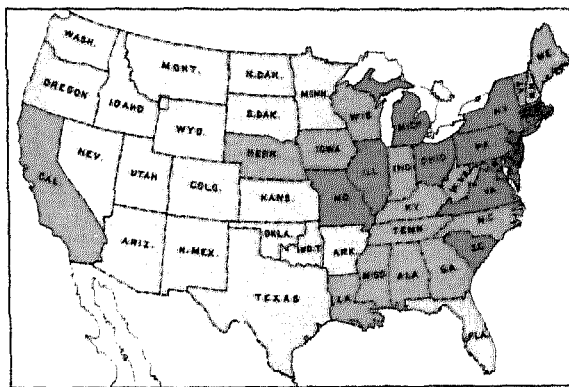 WASH.
MONT.
N.DAK.
MINN.
ME.
OREGON
IDAHO
S.DAK.
WIS.
MICH.
N.Y.
WYO.
IOWA
NEBR.
PA.
NEV.
UTAH
COLO.
ILL.
IND.
OHIO
CAL.
KANS.
MO.
KY.
VA.
ARIZ.
N.MEX.
OKLA.
IND.T.
ARK.
TENN.
N.C.
S.C.
TEXAS
LA.
MISS.
ALA.
GA.
FLA.